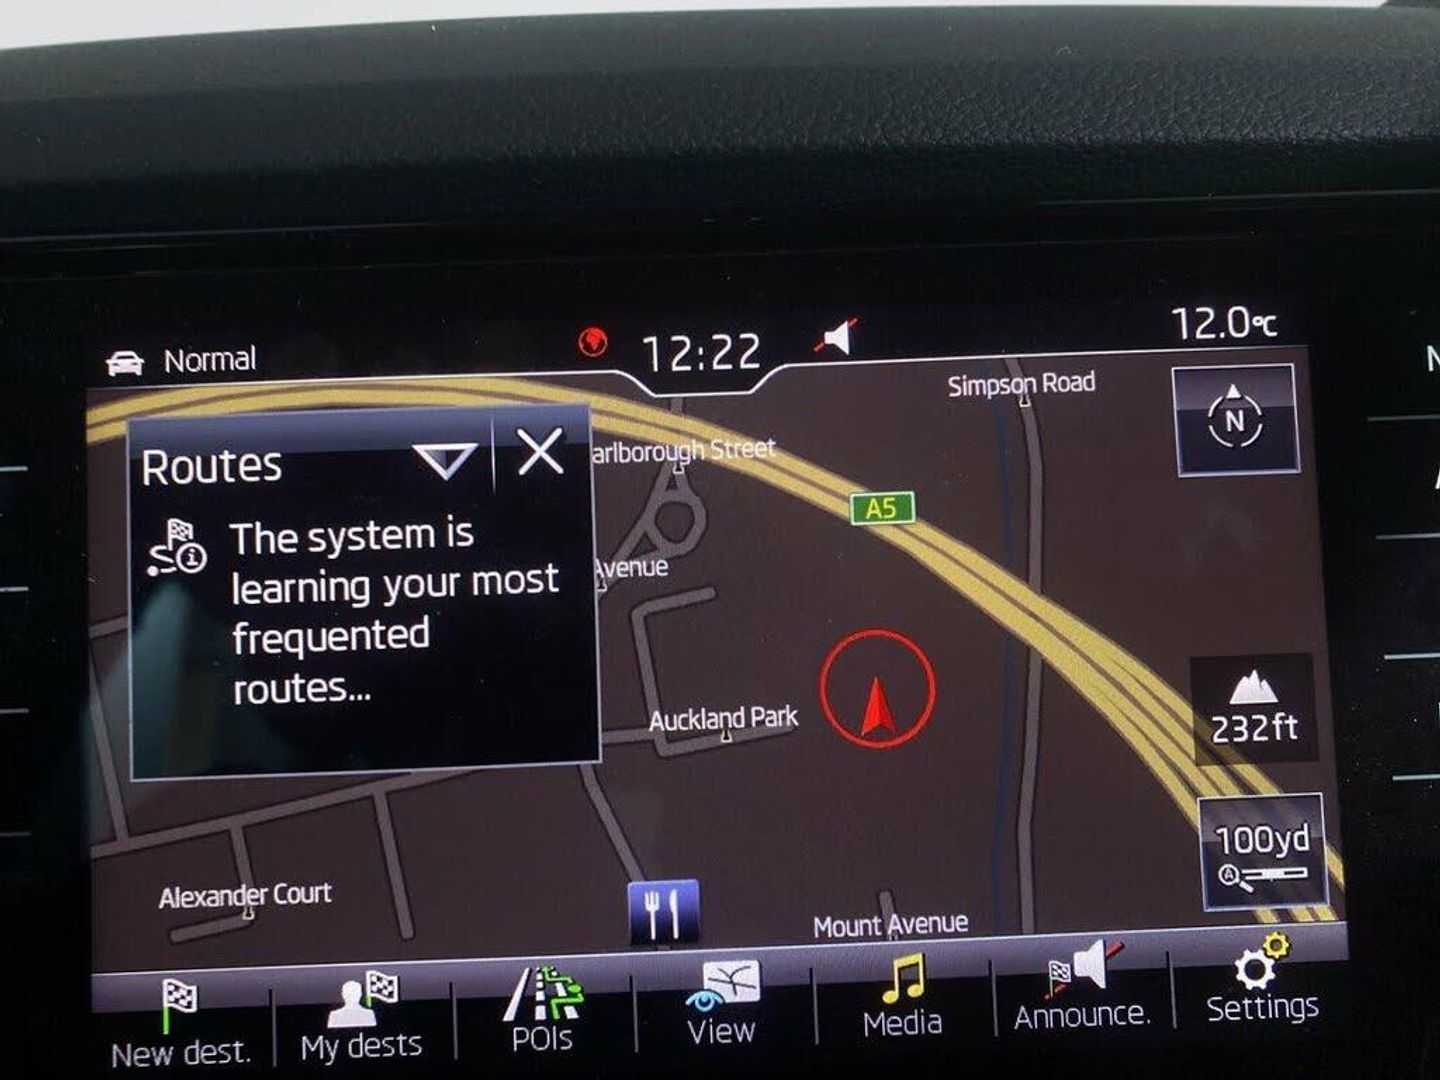 Normal
12:22
12.0°C
Simpson Road
N
Routes
arlborough Street
A5
The system is
learning your most
frequented
routes...
Avenue
Auckland Park
232ft
100yd
Alexander Court
Mount Avenue
New dest.
My dests
POIs
View
Media
Announce.
Settings